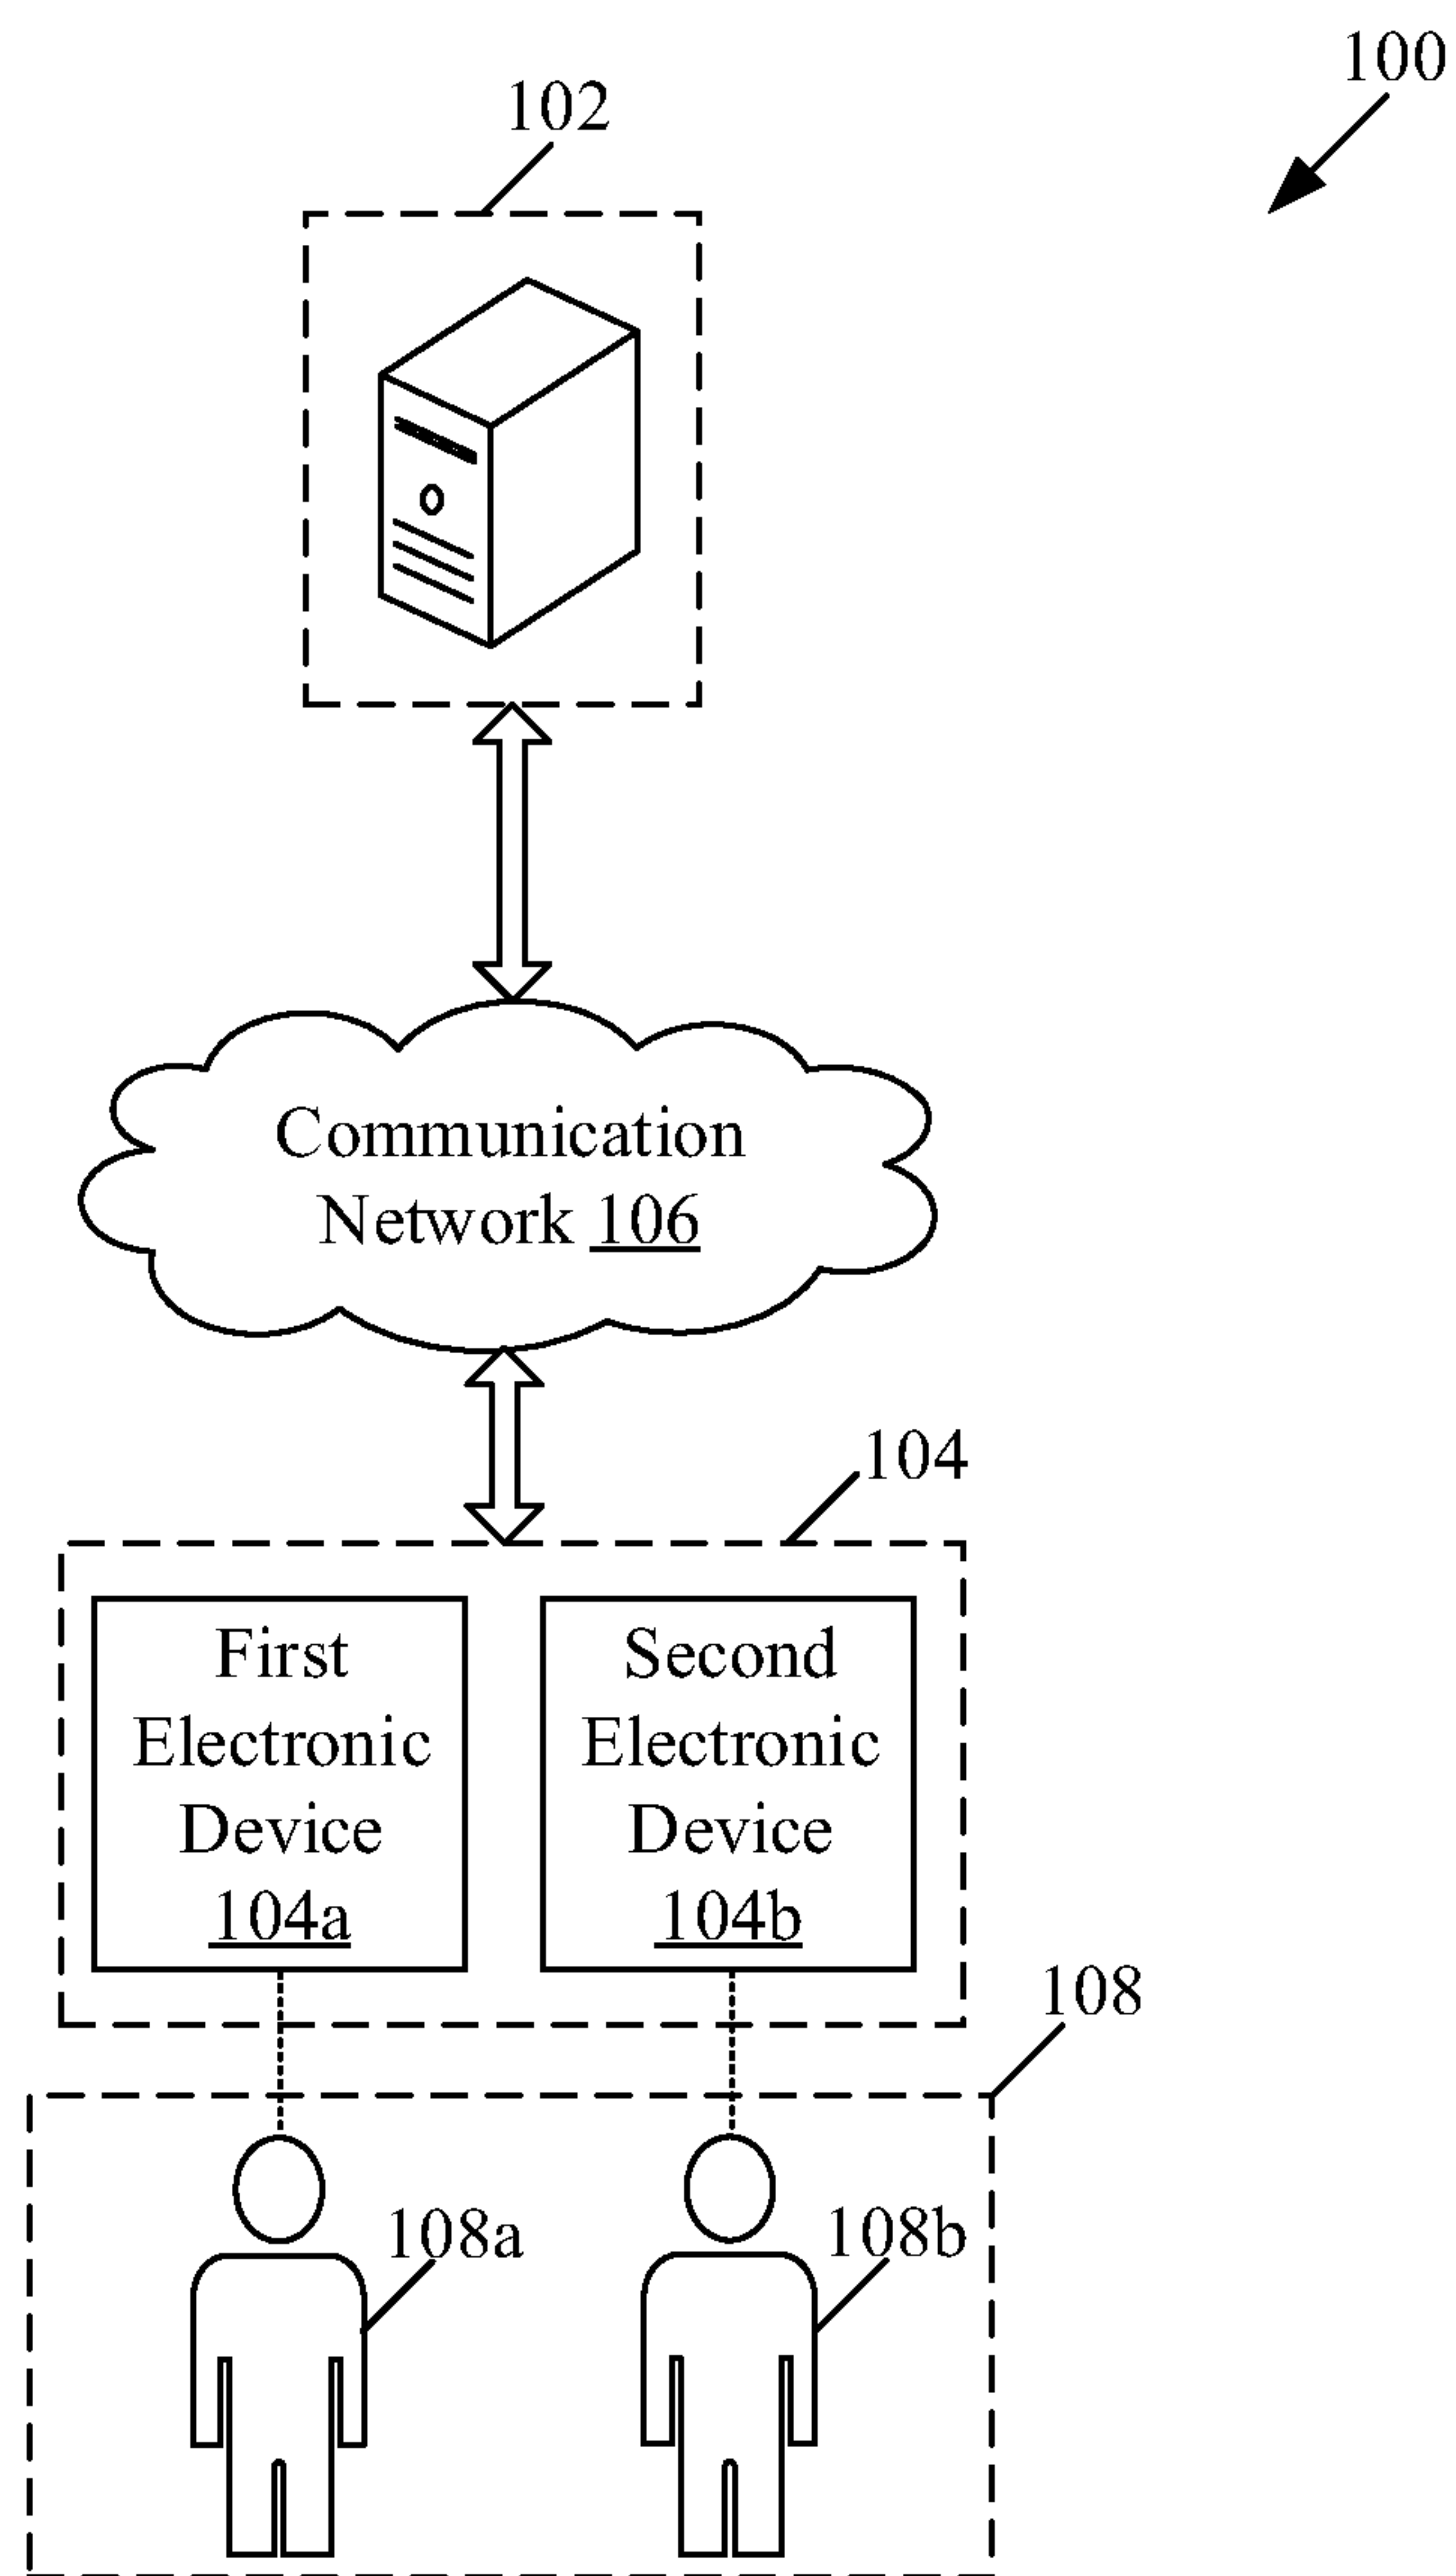 100
102
Communication
Network 106
104
First
Electronic
Device
104a
Second
Electronic
Device
104b
108
108a
108b